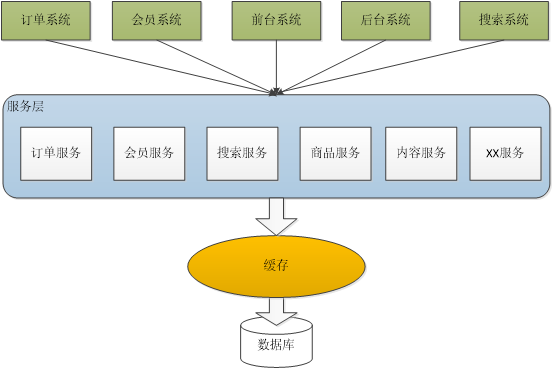 订单系统
会员系统
前台系统
后台系统
搜索系统
服务层
订单服务
会员服务
搜索服务
商品服务
内容服务
XX服务
缓存
数据库